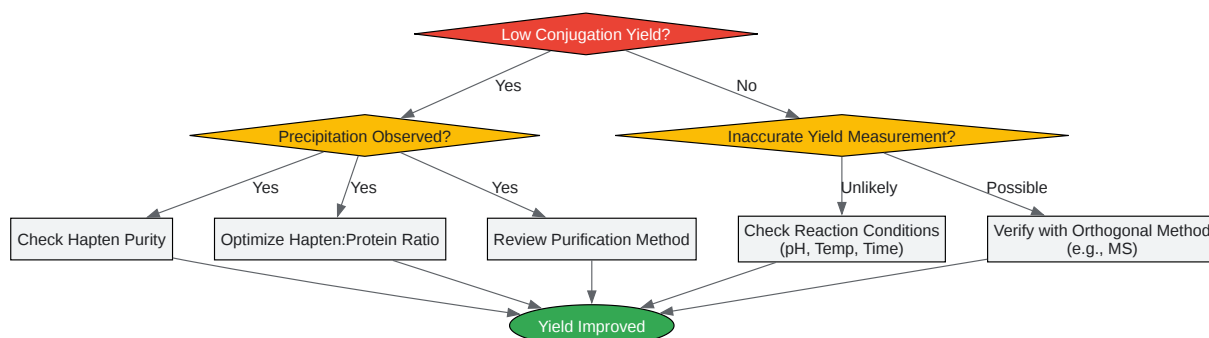 Low Conjugation Yield?
Yes
No
Precipitation Observed?
Inaccurate Yield Measurement?
Yes
Yes
Yes
Unlikely
Possible
Check Hapten Purity
Optimize Hapten:Protein Ratio
Review Purification Method
Check Reaction Conditions
(pH, Temp, Time)
Verify with Orthogonal Method
(e.g., MS)
Yield Improved